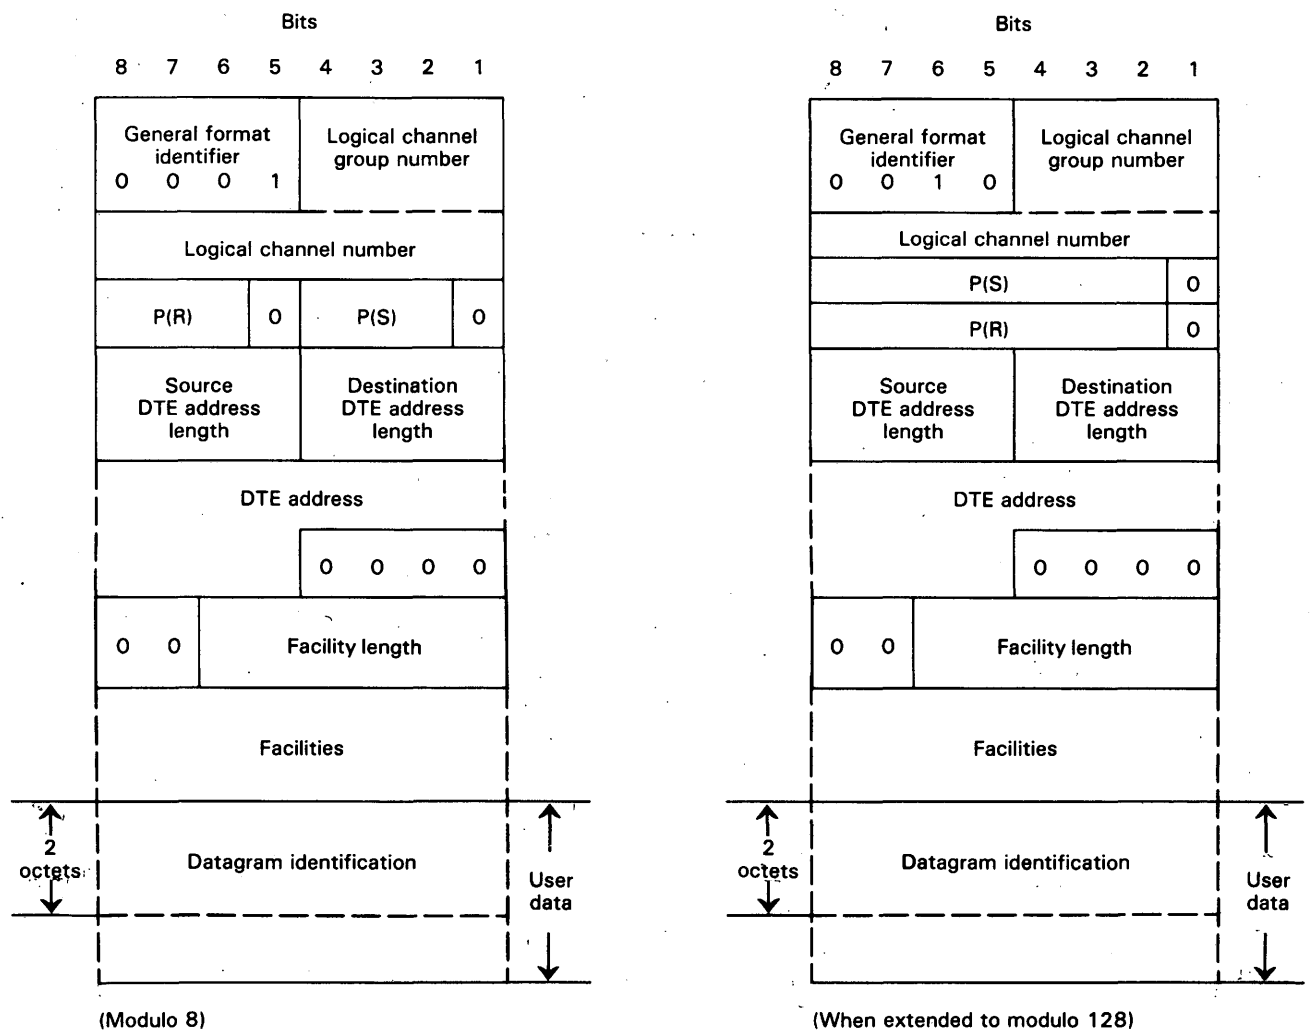 Bits
8 7 6 5 4 3 2 1
General format
identifier
0 0 0 1
Logical channel
group number
Logical channel number
P(R) 0 P(S) 0
Source
DTE address
length
Destination
DTE address
length
DTE address
0 0 0 0
0 0 Facility length
Facilities
2
octets
Datagram identification
User
data
(Modulo 8)
Bits
8 7 6 5 4 3 2 1
General format
identifier
0 0 1 0
Logical channel
group number
Logical channel number
P(S) 0
P(R) 0
Source
DTE address
length
Destination
DTE address
length
DTE address
0 0 0 0
0 0 Facility length
Facilities
2
octets
Datagram identification
User
data
(When extended to modulo 128)